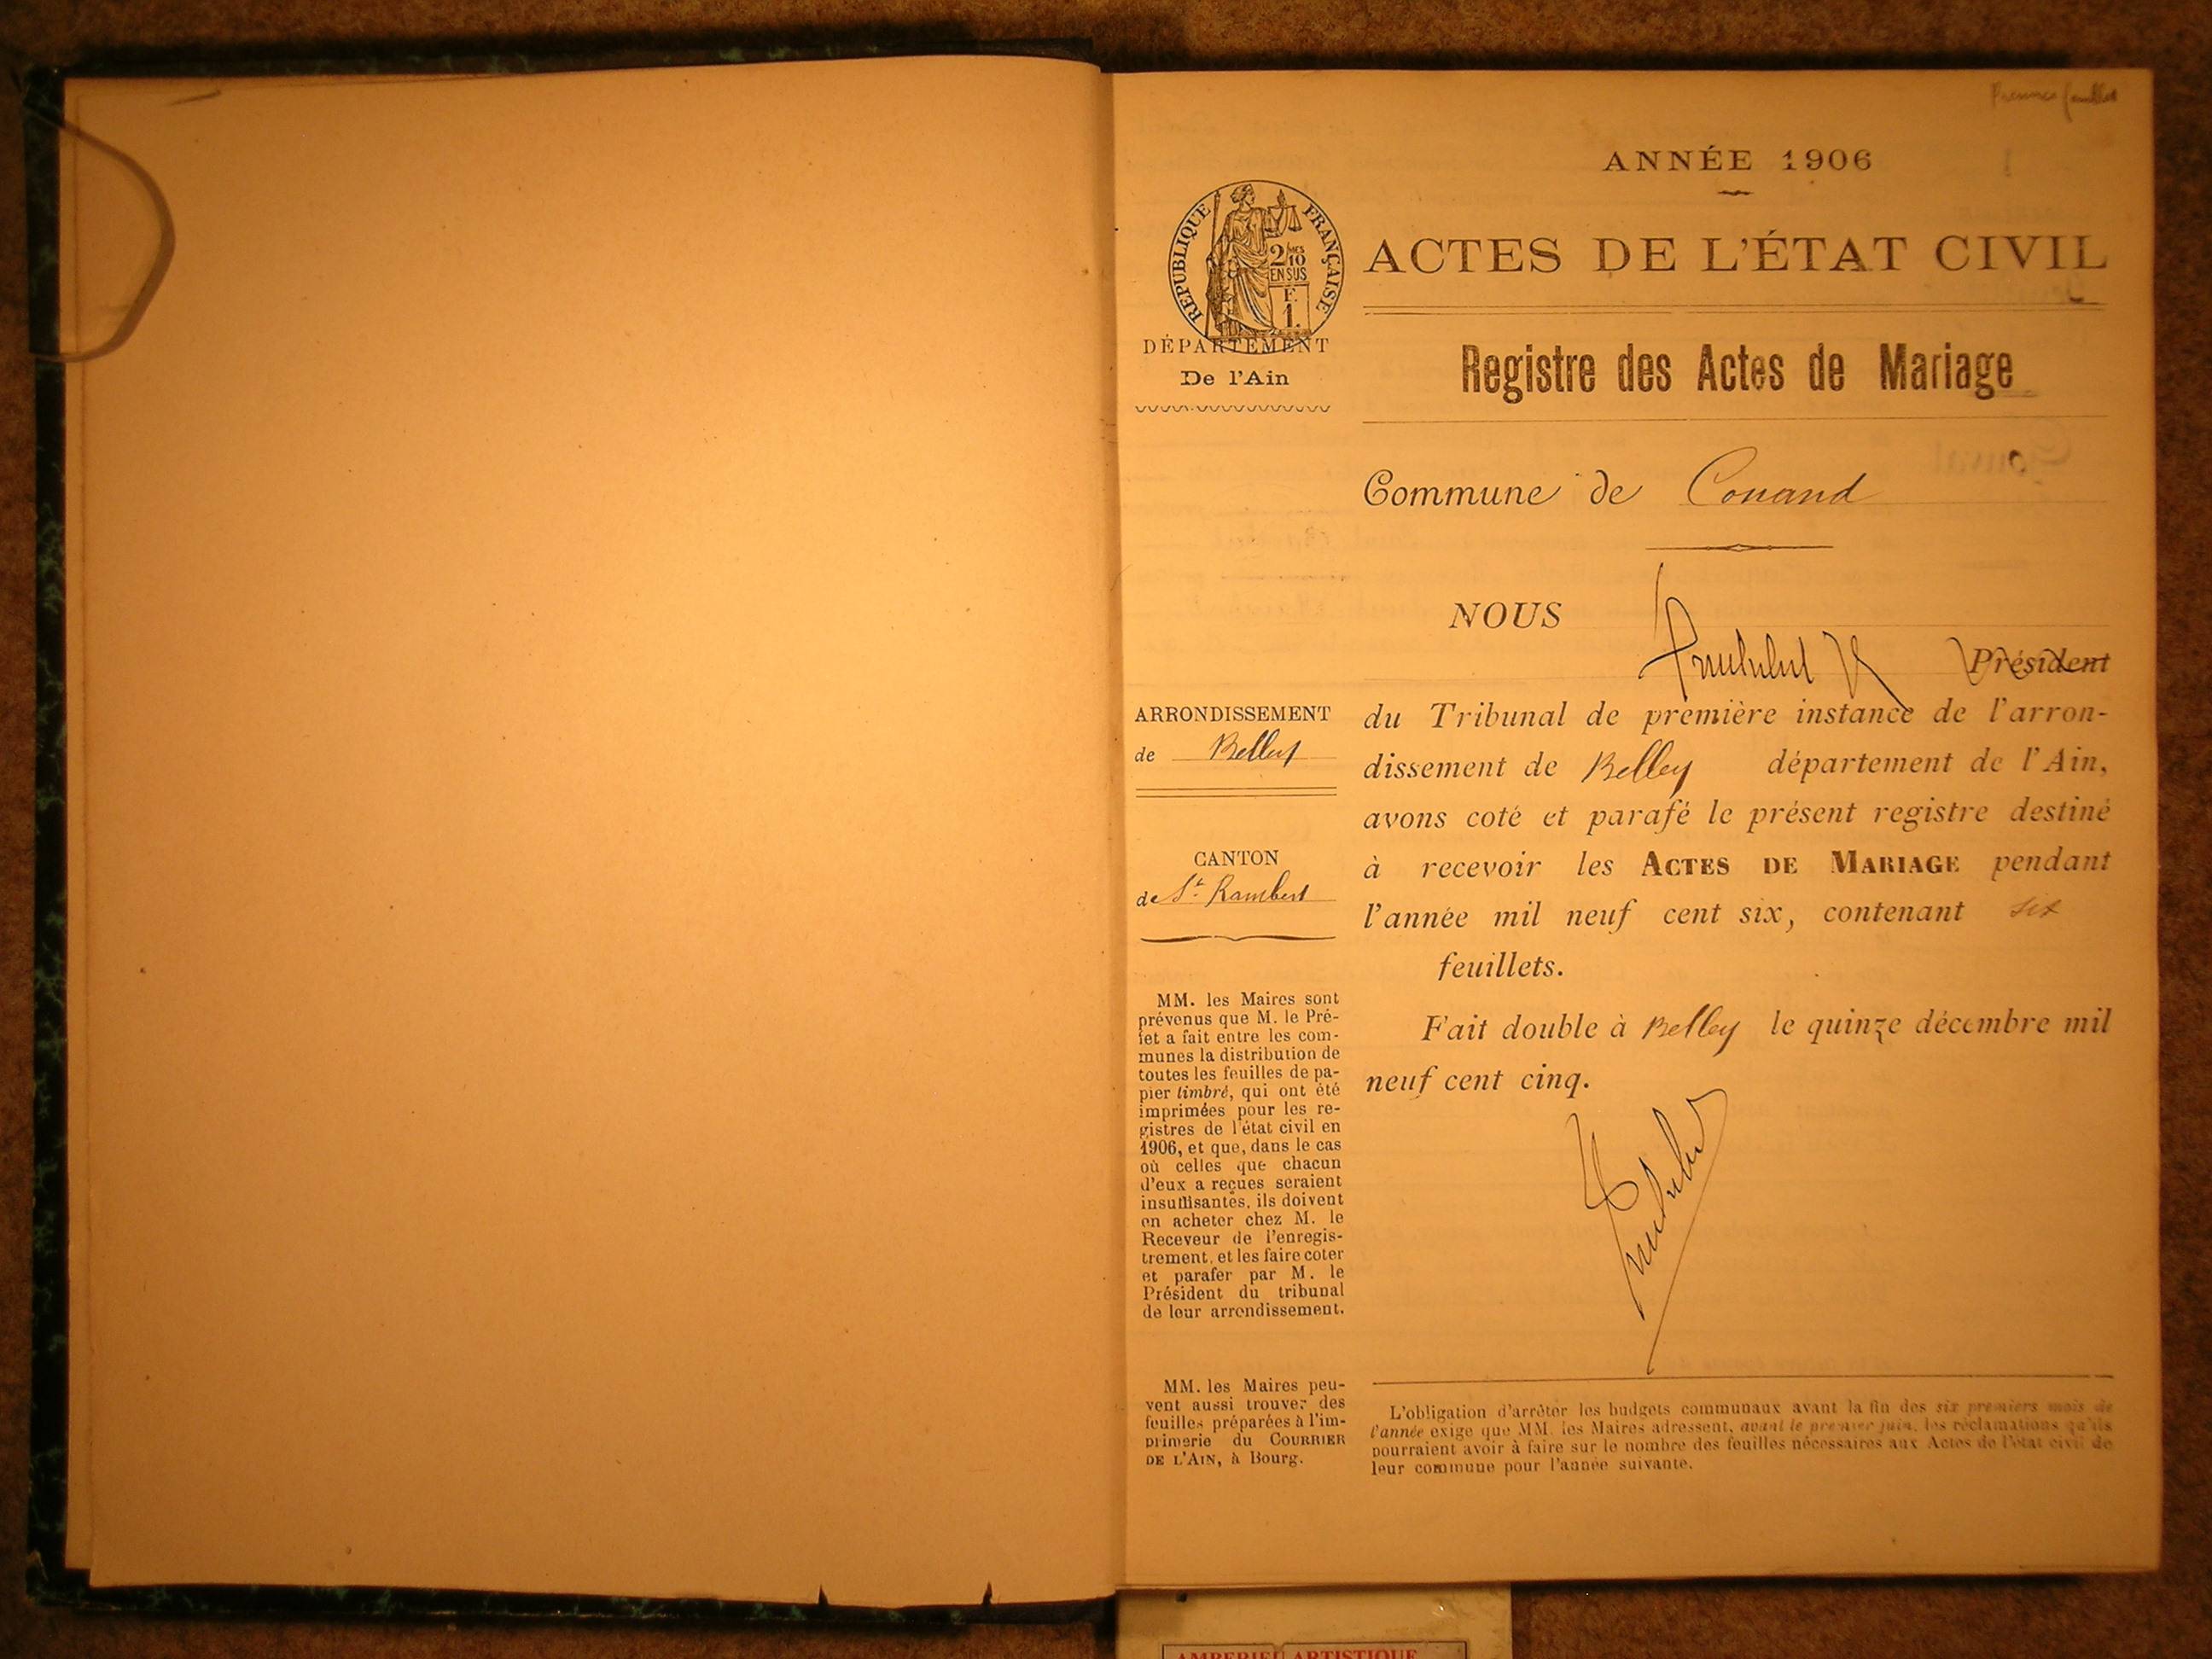 Premier feuillet
ANNÉE 1906
RÉPUBLIQUE FRANÇAISE
2/10
EN SUS
F.
1.
ACTES DE L'ÉTAT CIVIL
DÉPARTEMENT
De l'Ain
Registre des Actes de Mariage
Commune de Conand
NOUS
Président
ARRONDISSEMENT
de Belley
CANTON
de St. Rambert
MM. les Maires sont
prévenus que M. le Pré-
fet a fait entre les com-
munes la distribution de
toutes les feuilles de pa-
pier timbré, qui ont été
imprimées pour les re-
gistres de l'état civil en
1906, et que, dans le cas
où celles que chacun
d'eux a reçues seraient
insuffisantes, ils doivent
en acheter chez M. le
Receveur de l'enregis-
trement, et les faire coter
et parafer par M. le
Président du tribunal
de leur arrondissement.
MM. les Maires peu-
vent aussi trouver des
feuilles préparées à l'im-
primerie du COURRIER
DE L'AIN, à Bourg.
du Tribunal de première instance de l'arron-
dissement de Belley département de l'Ain,
avons coté et parafé le présent registre destiné
à recevoir les ACTES DE MARIAGE pendant
l'année mil neuf cent six, contenant six
feuillets.
Fait double à Belley le quinze décembre mil
neuf cent cinq.
L'obligation d'arrêter les budgets communaux avant la fin des six premiers mois de
l'année exige que MM. les Maires adressent, avant le premier juin, les réclamations qu'ils
pourraient avoir à faire sur le nombre des feuilles nécessaires aux Actes de l'état civil de
leur commune pour l'année suivante.
AMBERIEU ARTISTIQUE